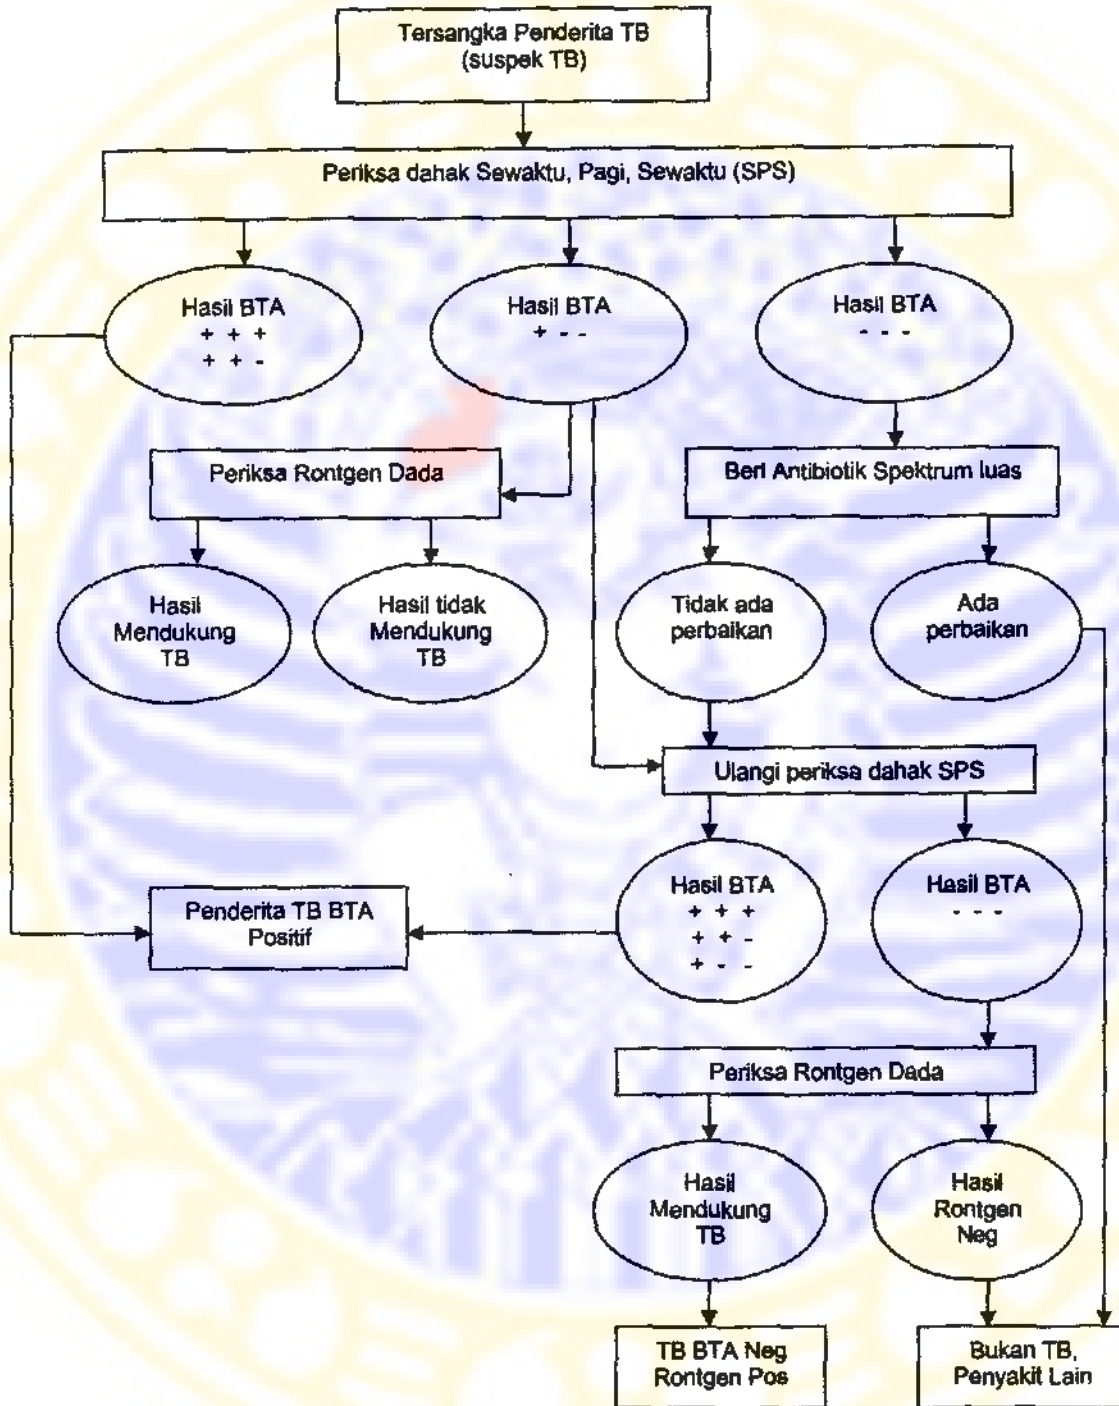 Tersangka Penderita TB
(suspek TB)
Periksa dahak Sewaktu, Pagi, Sewaktu (SPS)
Hasil BTA
+ + +
+ + -
Hasil BTA
+ - -
Hasil BTA
- - -
Periksa Rontgen Dada
Beri Antibiotik Spektrum luas
Hasil
Mendukung
TB
Hasil tidak
Mendukung
TB
Tidak ada
perbaikan
Ada
perbaikan
Ulangi periksa dahak SPS
Hasil BTA
+ + +
+ + -
+ - -
Hasil BTA
- - -
Penderita TB BTA
Positif
Periksa Rontgen Dada
Hasil
Mendukung
TB
Hasil
Rontgen
Neg
TB BTA Neg
Rontgen Pos
Bukan TB,
Penyakit Lain